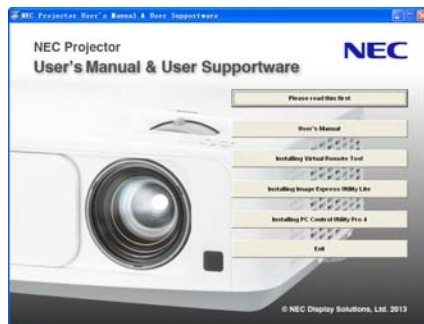 NEC Projector User's Manual & User Supportware
NEC Projector
NEC
User's Manual & User Supportware
Please read this first
User's Manual
Installing Virtual Remote Tool
Installing Image Express Utility Lite
Installing PC Control Utility Pro 4
Exit
© NEC Display Solutions, Ltd. 2013